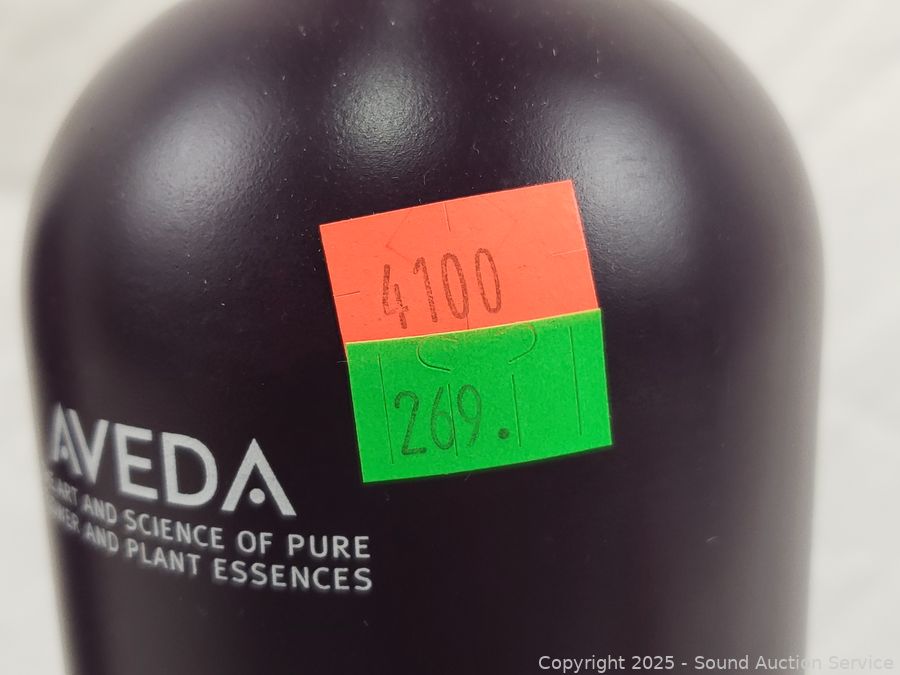 4100
269.
AVEDA
ART AND SCIENCE OF PURE
AND PLANT ESSENCES
Copyright 2025 - Sound Auction Service